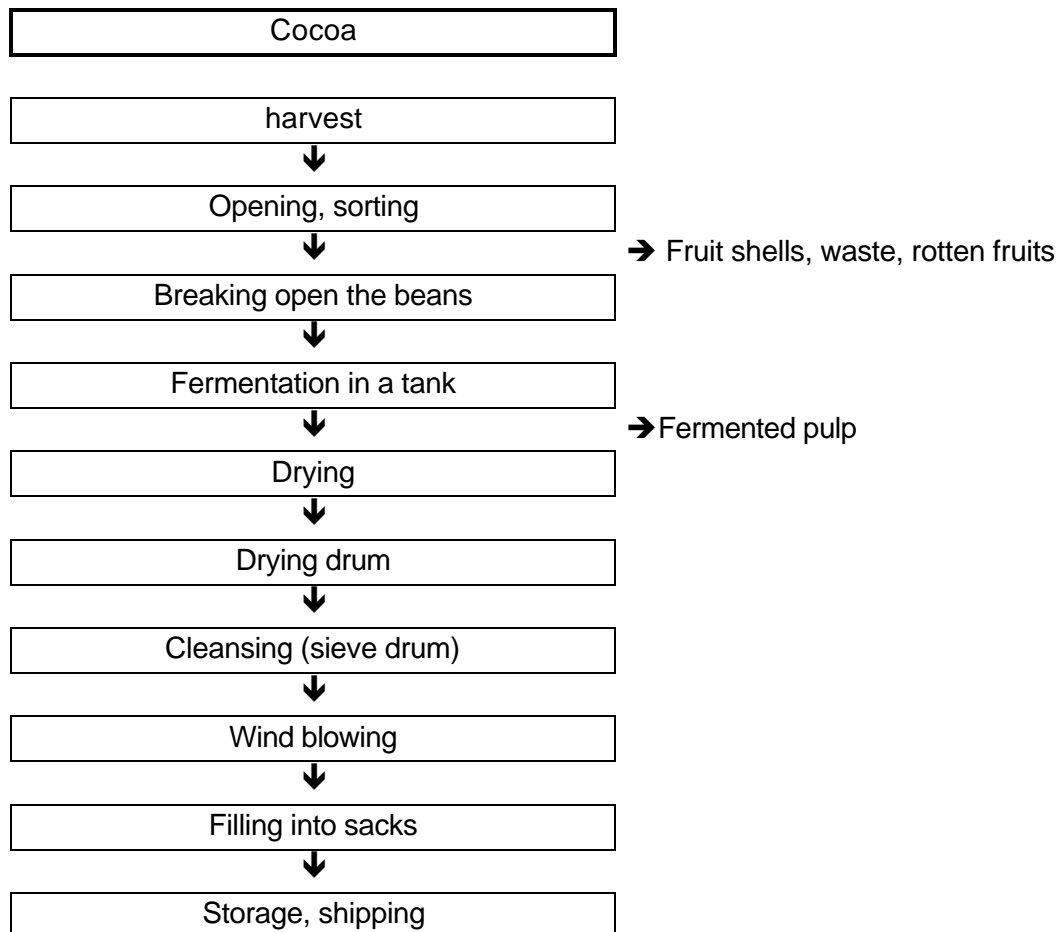 Cocoa
harvest
🡻
Opening, sorting
🡻
➔ Fruit shells, waste, rotten fruits
Breaking open the beans
🡻
Fermentation in a tank
🡻
➔Fermented pulp
Drying
🡻
Drying drum
🡻
Cleansing (sieve drum)
🡻
Wind blowing
🡻
Filling into sacks
🡻
Storage, shipping